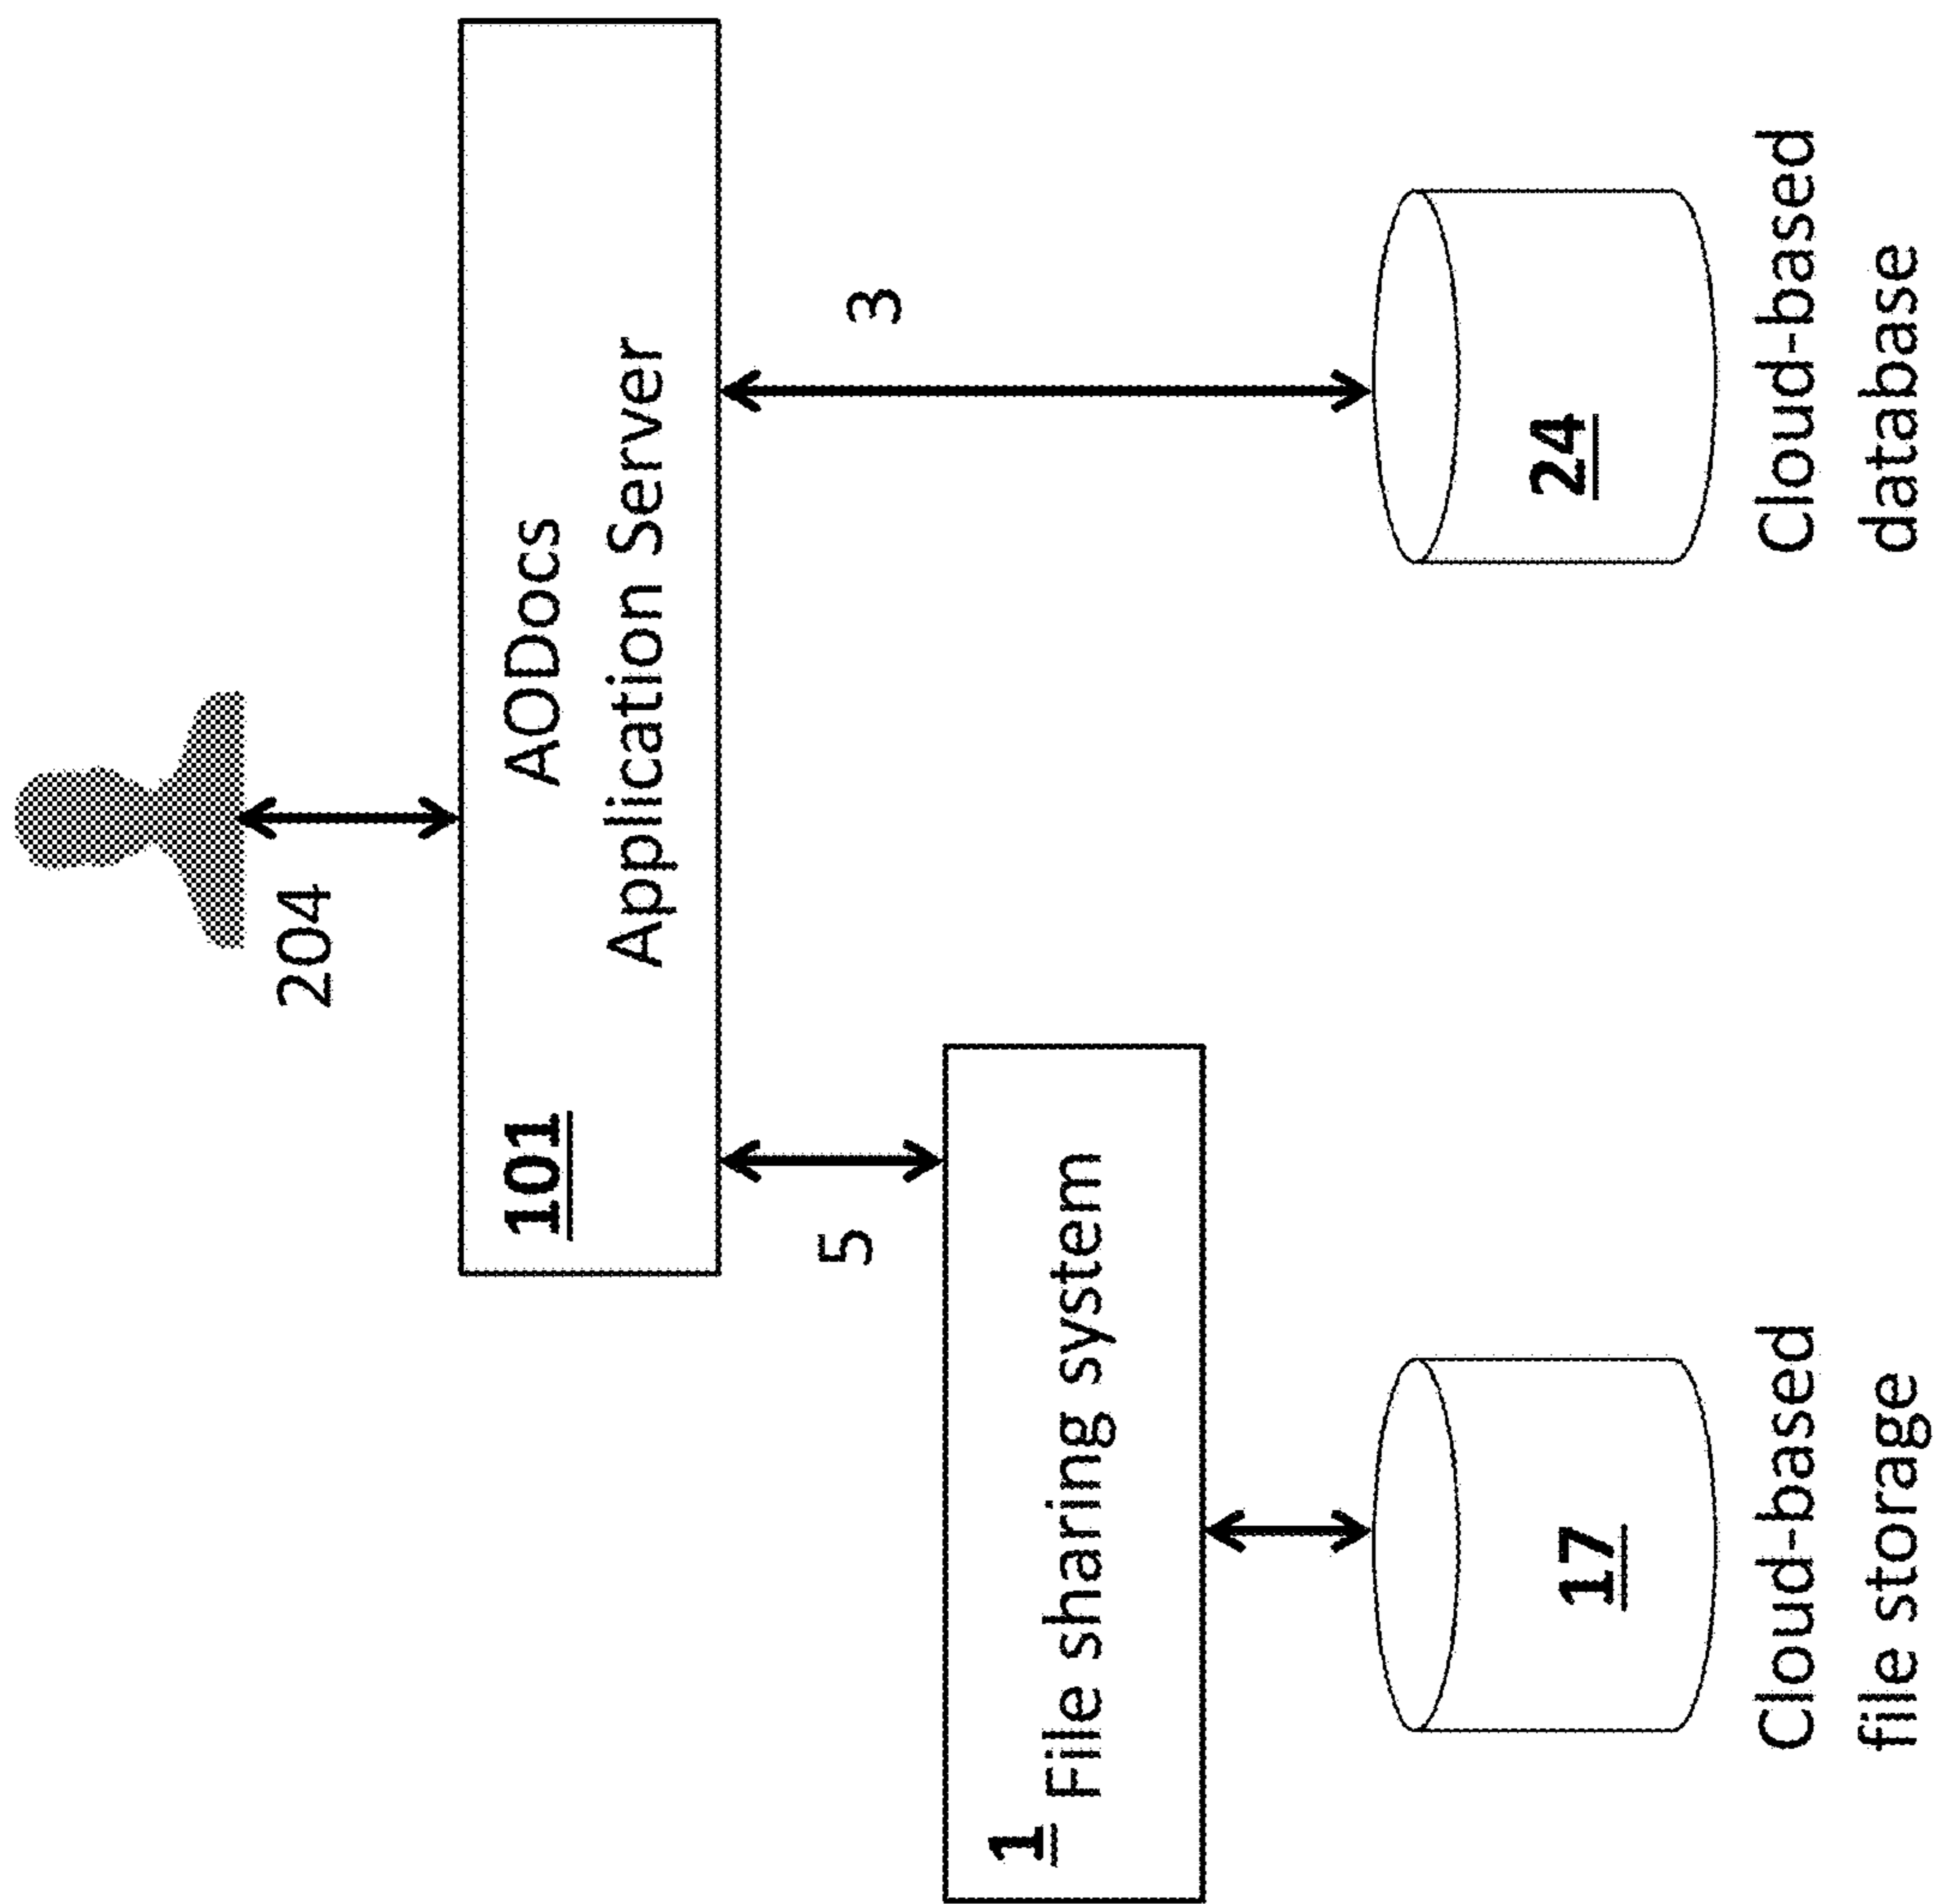 204
101
AODocs
Application Server
5
3
1
File sharing system
17
24
Cloud-based
file storage
Cloud-based
database